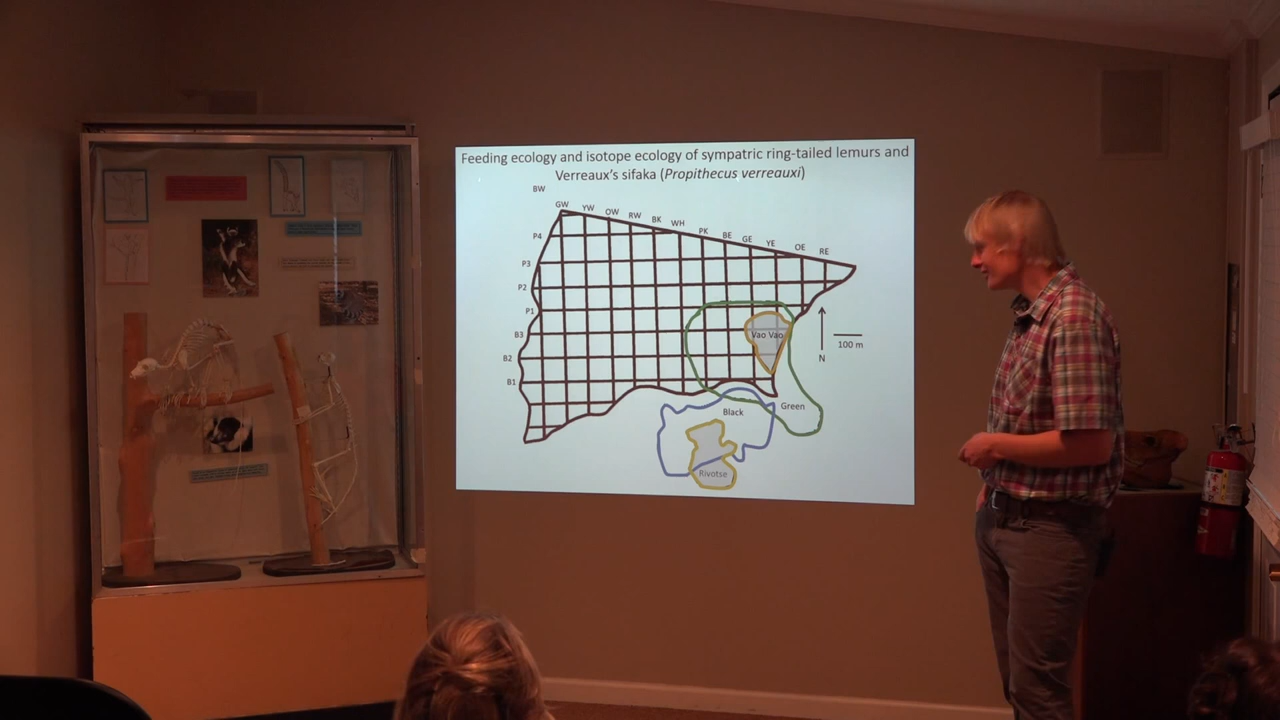 Feeding ecology and isotope ecology of sympatric ring-tailed lemurs and
Verreaux's sifaka (Propithecus verreauxi)
BW
GW YW OW RW BK WH PK BE GE YE OE RE
P4
P3
P2
P1
B3
B2
B1
Vao Vao
N
100 m
Black
Green
Rivotse